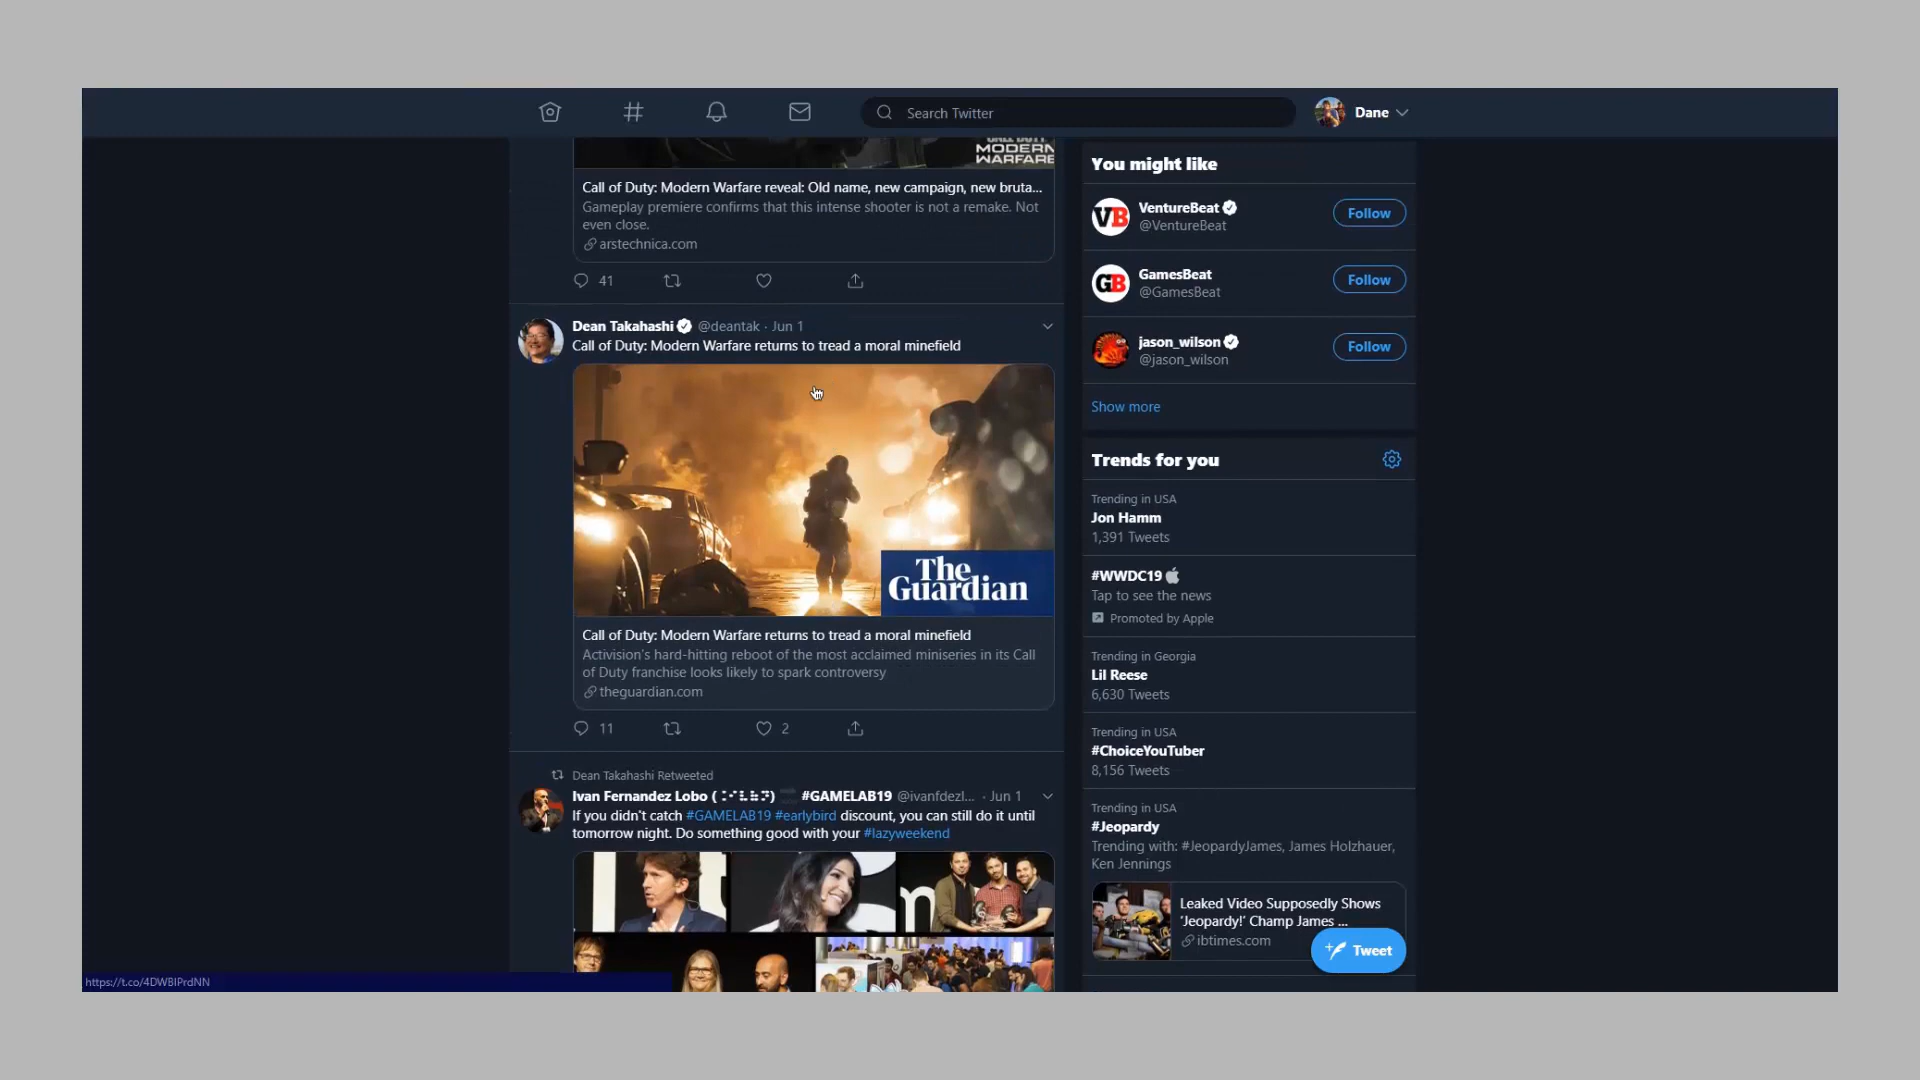 Search Twitter
Dane
CALL OF DUTY
MODERN
WARFARE
Call of Duty: Modern Warfare reveal: Old name, new campaign, new bruta...
Gameplay premiere confirms that this intense shooter is not a remake. Not
even close.
arstechnica.com
41
Dean Takahashi @deantak · Jun 1
Call of Duty: Modern Warfare returns to tread a moral minefield
The
Guardian
Call of Duty: Modern Warfare returns to tread a moral minefield
Activision's hard-hitting reboot of the most acclaimed miniseries in its Call
of Duty franchise looks likely to spark controversy
theguardian.com
11
2
Dean Takahashi Retweeted
Ivan Fernandez Lobo ( ) #GAMELAB19 @ivanfdezl... · Jun 1
If you didn't catch #GAMELAB19 #earlybird discount, you can still do it until
tomorrow night. Do something good with your #lazyweekend
You might like
VB
VentureBeat
@VentureBeat
Follow
GB
GamesBeat
@GamesBeat
Follow
jason_wilson
@jason_wilson
Follow
Show more
Trends for you
Trending in USA
Jon Hamm
1,391 Tweets
#WWDC19
Tap to see the news
Promoted by Apple
Trending in Georgia
Lil Reese
6,630 Tweets
Trending in USA
#ChoiceYouTuber
8,156 Tweets
Trending in USA
#Jeopardy
Trending with: #JeopardyJames, James Holzhauer,
Ken Jennings
Leaked Video Supposedly Shows
'Jeopardy!' Champ James ...
ibtimes.com
Tweet